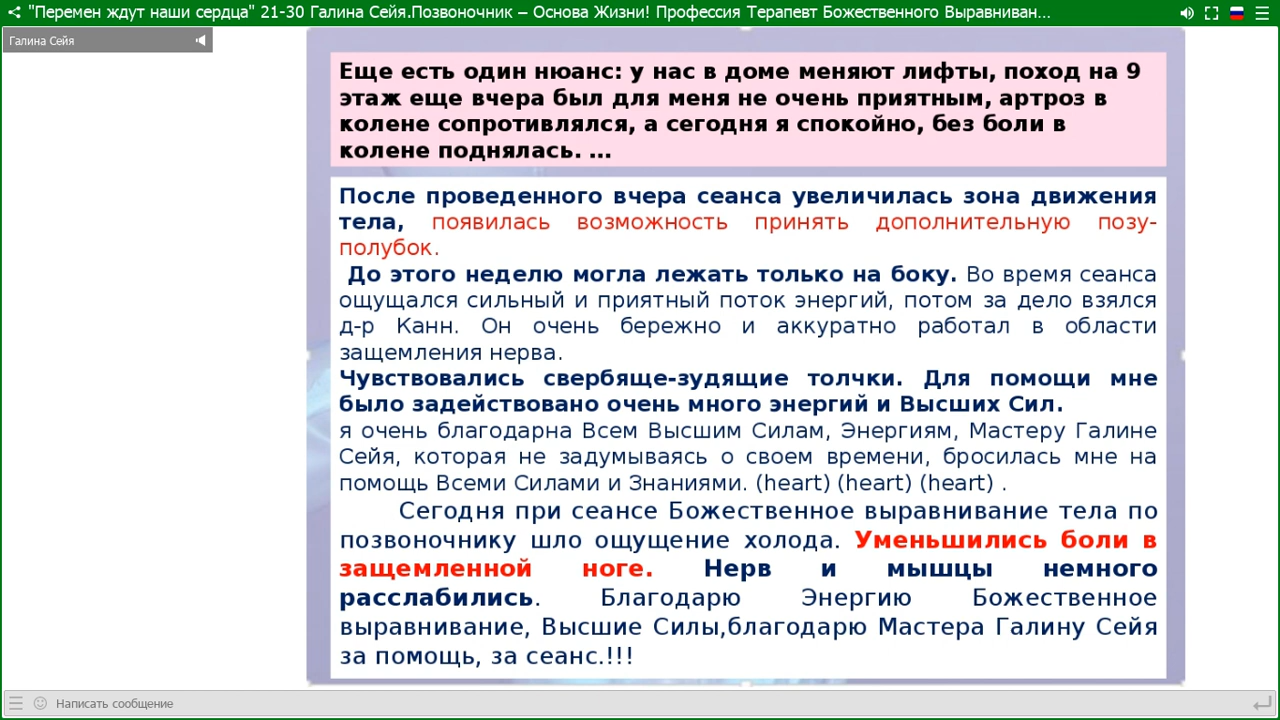 "Перемен ждут наши сердца" 21-30 Галина Сейя.Позвоночник – Основа Жизни! Профессия Терапевт Божественного Выравниван...
Галина Сейя
Еще есть один нюанс: у нас в доме меняют лифты, поход на 9
этаж еще вчера был для меня не очень приятным, артроз в
колене сопротивлялся, а сегодня я спокойно, без боли в
колене поднялась. ...
После проведенного вчера сеанса увеличилась зона движения
тела, появилась возможность принять дополнительную позу-
полубок.
До этого неделю могла лежать только на боку. Во время сеанса
ощущался сильный и приятный поток энергий, потом за дело взялся
д-р Канн. Он очень бережно и аккуратно работал в области
защемления нерва.
Чувствовались свербяще-зудящие толчки. Для помощи мне
было задействовано очень много энергий и Высших Сил.
я очень благодарна Всем Высшим Силам, Энергиям, Мастеру Галине
Сейя, которая не задумываясь о своем времени, бросилась мне на
помощь Всеми Силами и Знаниями. (heart) (heart) (heart) .
Сегодня при сеансе Божественное выравнивание тела по
позвоночнику шло ощущение холода. Уменьшились боли в
защемленной ноге. Нерв и мышцы немного
расслабились. Благодарю Энергию Божественное
выравнивание, Высшие Силы,благодарю Мастера Галину Сейя
за помощь, за сеанс.!!!
Написать сообщение